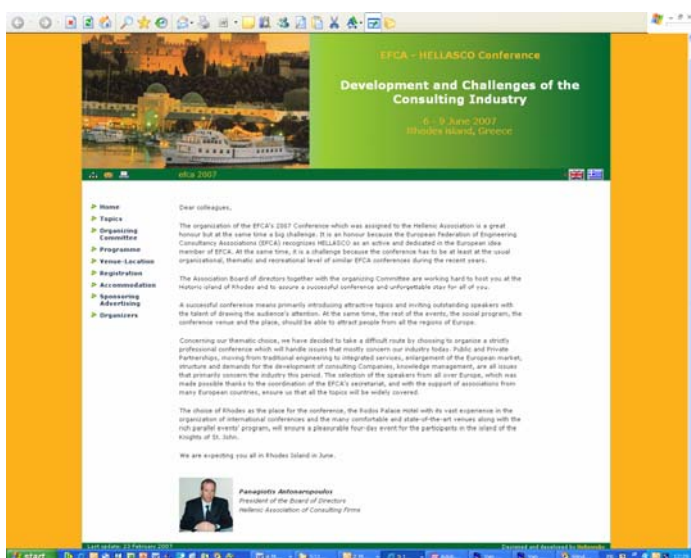 EFCA - HELLASCO Conference
Development and Challenges of the
Consulting Industry
6 - 9 June 2007
Rhodes Island, Greece
efca 2007
Home
Topics
Organizing
Committee
Programme
Venue-Location
Registration
Accommodation
Sponsoring
Advertising
Organizers
Dear colleagues,
The organization of the EFCA's 2007 Conference which was assigned to the Hellenic Association is a great
honour but at the same time a big challenge. It is an honour because the European Federation of Engineering
Consultancy Associations (EFCA) recognizes HELLASCO as an active and dedicated in the European idea
member of EFCA. At the same time, it is a challenge because the conference has to be at least at the usual
organizational, thematic and recreational level of similar EFCA conferences during the recent years.
The Association Board of directors together with the organizing Committee are working hard to host you at the
Historic island of Rhodes and to assure a successful conference and unforgettable stay for all of you.
A successful conference means primarily introducing attractive topics and inviting outstanding speakers with
the talent of drawing the audience's attention. At the same time, the rest of the events, the social program, the
conference venue and the place, should be able to attract people from all the regions of Europe.
Concerning our thematic choice, we have decided to take a difficult route by choosing to organize a strictly
professional conference which will handle issues that mostly concern our industry today. Public and Private
Partnerships, moving from traditional engineering to integrated services, enlargement of the European market,
structure and demands for the development of consulting Companies, knowledge management, are all issues
that primarily concern the industry this period. The selection of the speakers from all over Europe, which was
made possible thanks to the coordination of the EFCA's secretariat, and with the support of associations from
many European countries, ensure us that all the topics will be widely covered.
The choice of Rhodes as the place for the conference, the Rodos Palace Hotel with its vast experience in the
organization of international conferences and the many comfortable and state-of-the-art venues along with the
rich parallel events' program, will ensure a pleasurable four-day event for the participants in the island of the
Knights of St. John.
We are expecting you all in Rhodes Island in June.
Panagiotis Antonaropoulos
President of the Board of Directors
Hellenic Association of Consulting Firms
Last update: 23 February 2007
Designed and developed by
start